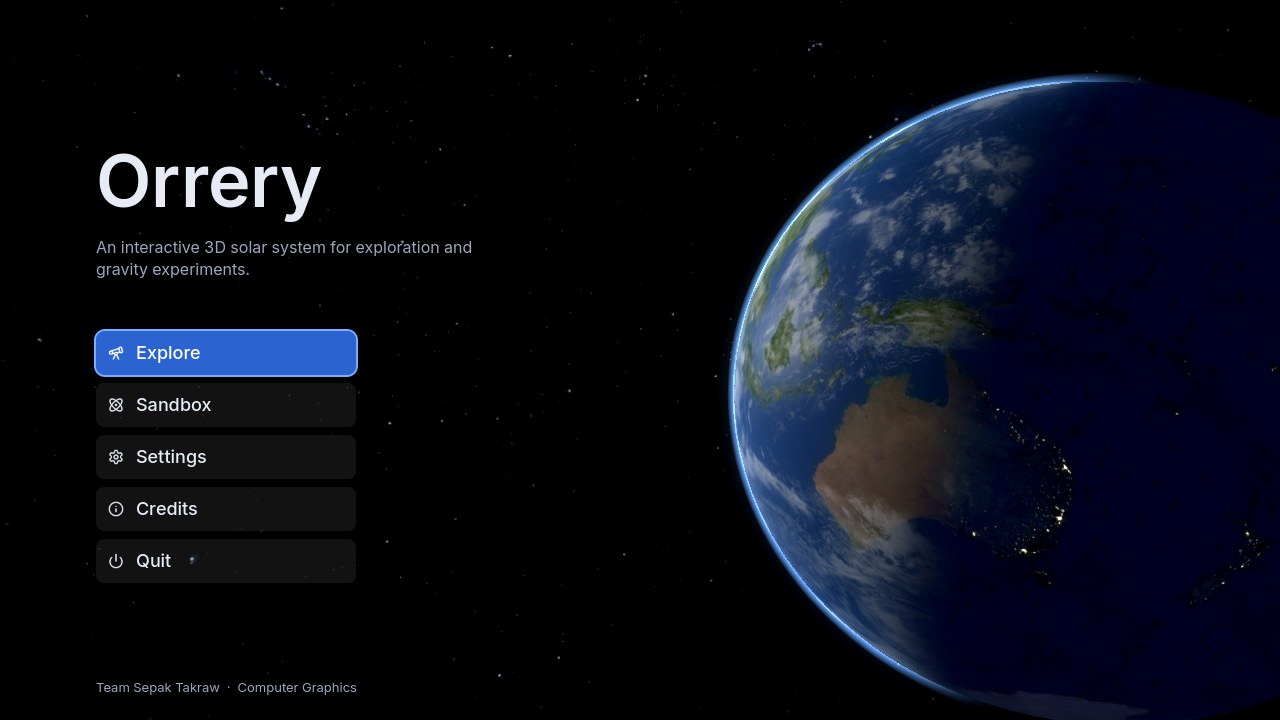 Orrery
An interactive 3D solar system for exploration and
gravity experiments.
Explore
Sandbox
Settings
Credits
Quit
Team Sepak Takraw · Computer Graphics